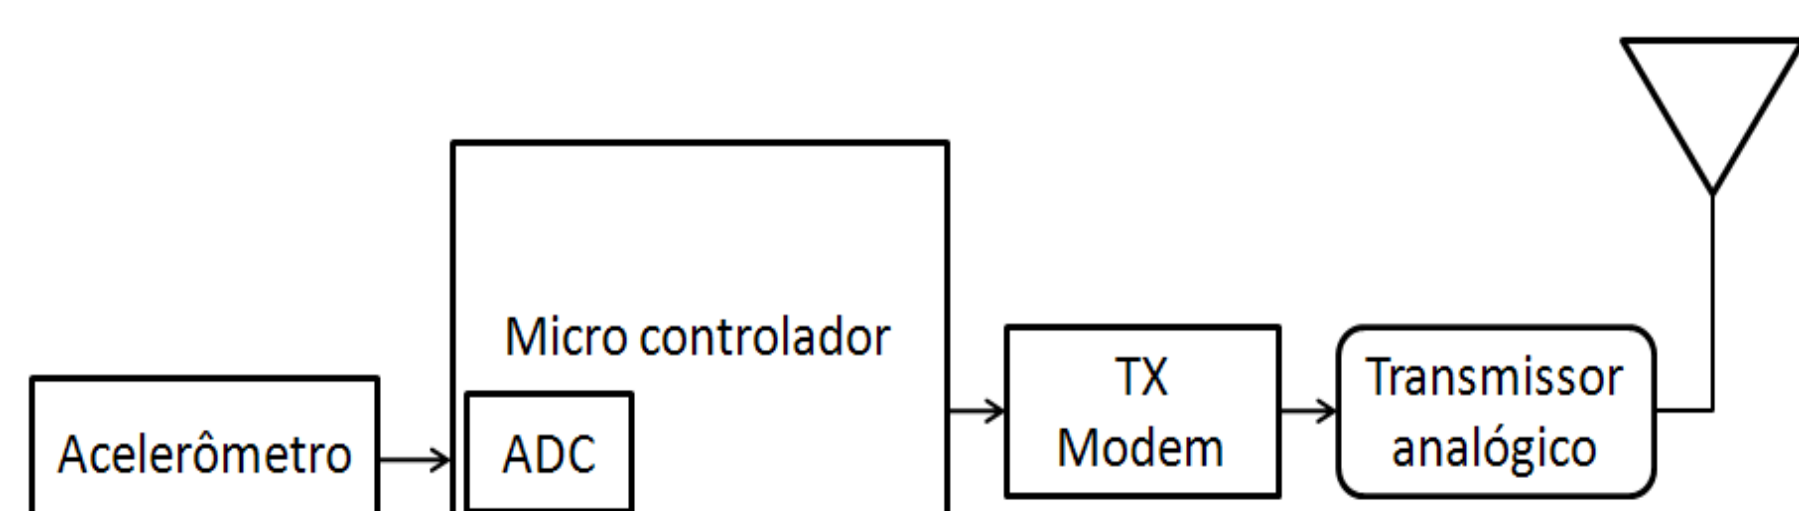 Micro controlador
TX
Modem
Transmissor
analógico
Acelerômetro
ADC